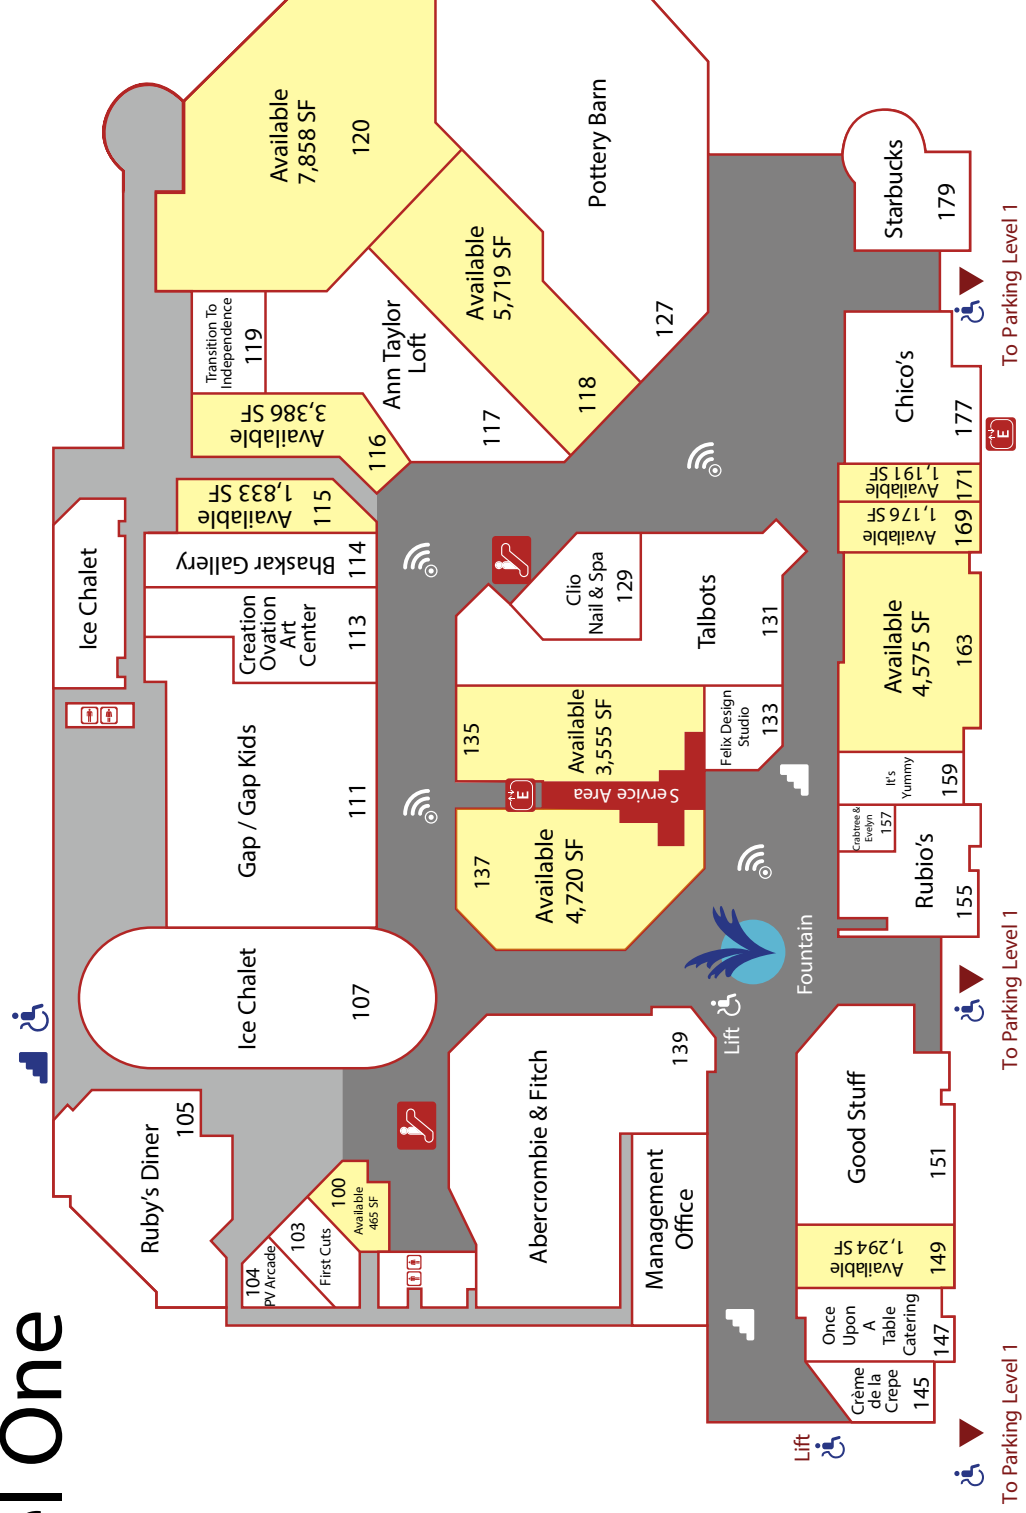 One
Ruby's Diner
105
104
PV Arcade
103
First Cuts
100
Available
465 SF
Ice Chalet
107
Ice Chalet
Gap / Gap Kids
111
Creation
Ovation
Art
Center
113
Bhaskar Gallery
114
Available
1,833 SF
115
Available
3,386 SF
116
Transition To
Independence
119
Ann Taylor
Loft
117
Available
7,858 SF
120
Available
5,719 SF
118
Pottery Barn
127
Clio
Nail & Spa
129
Talbots
131
Felix Design
Studio
133
135
Available
3,555 SF
E
Service Area
137
Available
4,720 SF
Abercrombie & Fitch
139
Management
Office
Lift
Fountain
Crème
de la
Crepe
145
Once
Upon
A
Table
Catering
147
Available
1,294 SF
149
Good Stuff
151
Rubio's
155
Crabtree &
Evelyn
157
It's
Yummy
159
Available
4,575 SF
163
Available
1,176 SF
169
Available
1,191 SF
171
Chico's
177
Starbucks
179
E
Lift
To Parking Level 1
To Parking Level 1
To Parking Level 1